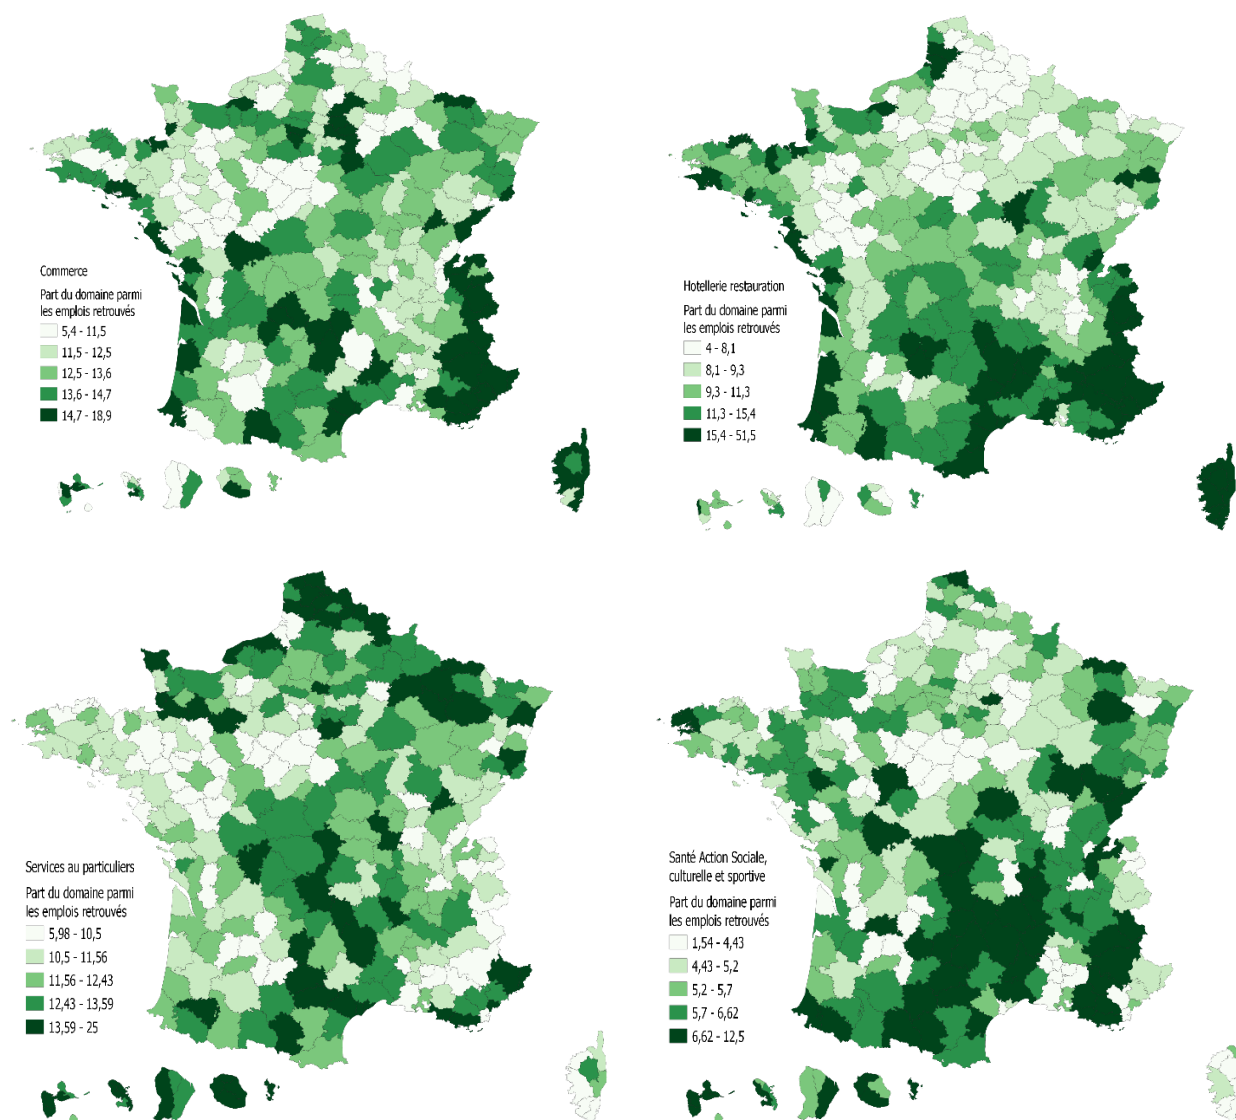 Commerce
Part du domaine parmi
les emplois retrouvés
5,4 - 11,5
11,5 - 12,5
12,5 - 13,6
13,6 - 14,7
14,7 - 18,9
Hotellerie restauration
Part du domaine parmi
les emplois retrouvés
4 - 8,1
8,1 - 9,3
9,3 - 11,3
11,3 - 15,4
15,4 - 51,5
Services au particuliers
Part du domaine parmi
les emplois retrouvés
5,98 - 10,5
10,5 - 11,56
11,56 - 12,43
12,43 - 13,59
13,59 - 25
Santé Action Sociale,
culturelle et sportive
Part du domaine parmi
les emplois retrouvés
1,54 - 4,43
4,43 - 5,2
5,2 - 5,7
5,7 - 6,62
6,62 - 12,5